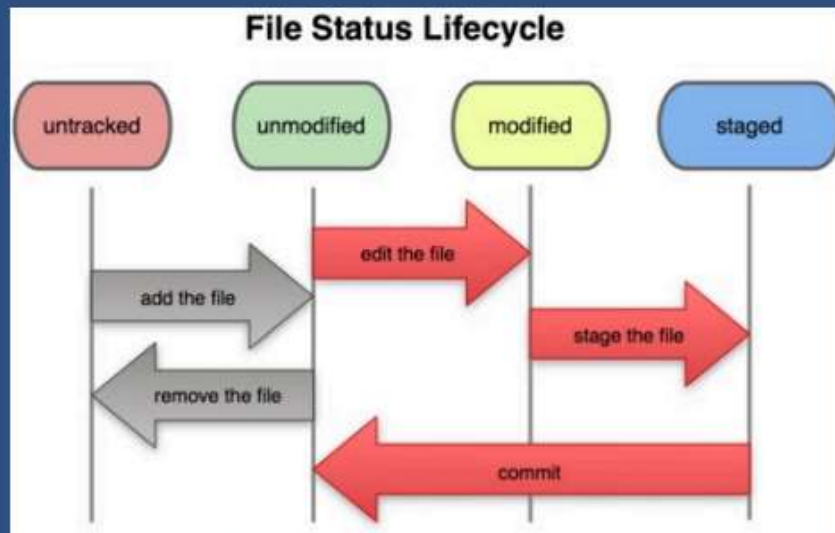 File Status Lifecycle
untracked
unmodified
modified
staged
edit the file
add the file
stage the file
remove the file
commit